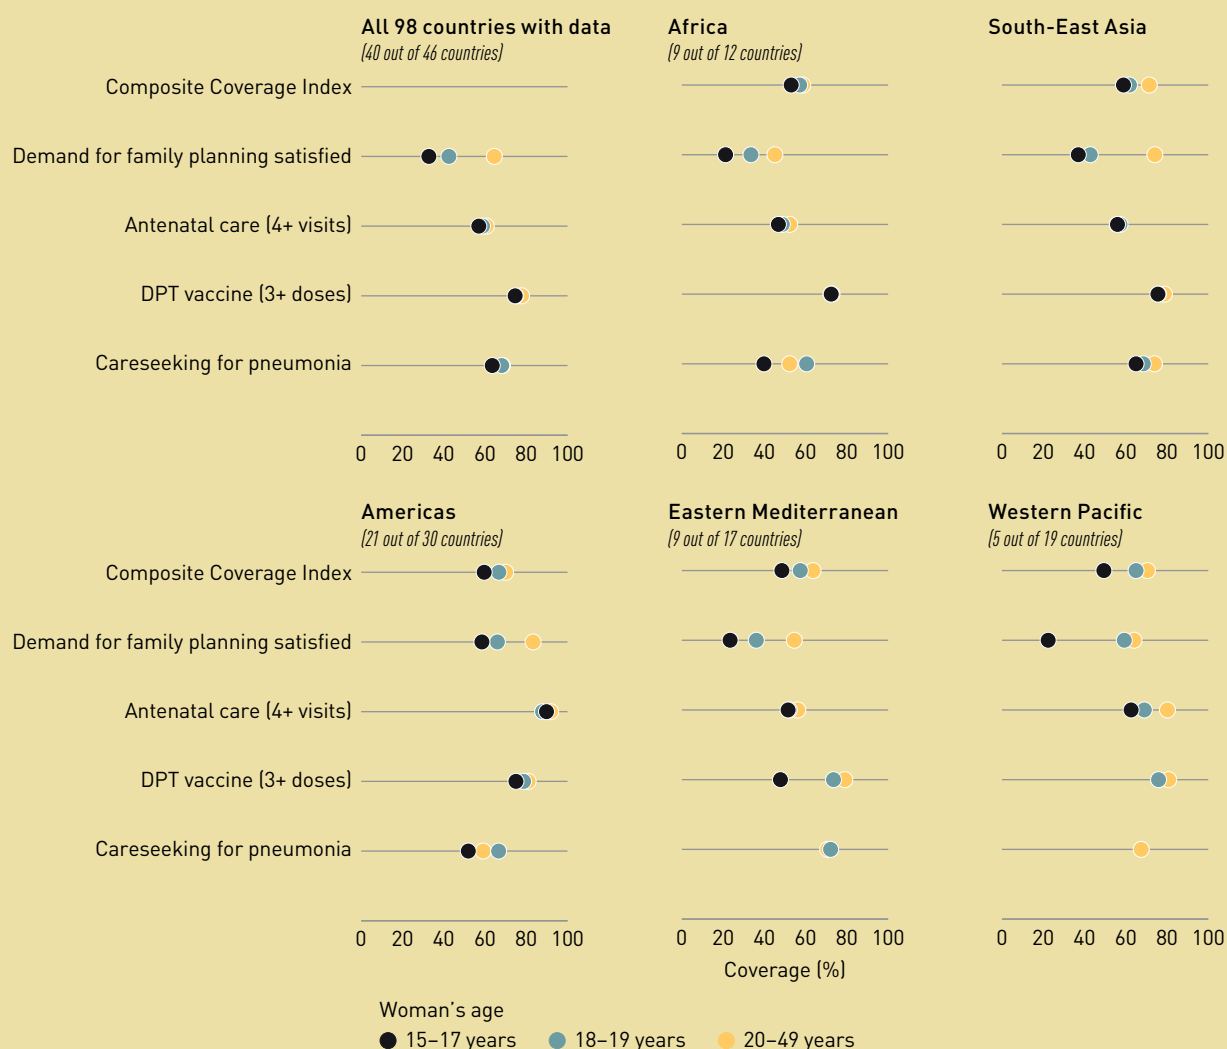 All 98 countries with data
(40 out of 46 countries)
Africa
(9 out of 12 countries)
South-East Asia
Composite Coverage Index
Demand for family planning satisfied
Antenatal care (4+ visits)
DPT vaccine (3+ doses)
Careseeking for pneumonia
0 20 40 60 80 100
0 20 40 60 80 100
0 20 40 60 80 100
Americas
(21 out of 30 countries)
Eastern Mediterranean
(9 out of 17 countries)
Western Pacific
(5 out of 19 countries)
Composite Coverage Index
Demand for family planning satisfied
Antenatal care (4+ visits)
DPT vaccine (3+ doses)
Careseeking for pneumonia
0 20 40 60 80 100
0 20 40 60 80 100
0 20 40 60 80 100
Coverage (%)
Woman's age
15–17 years
18–19 years
20–49 years